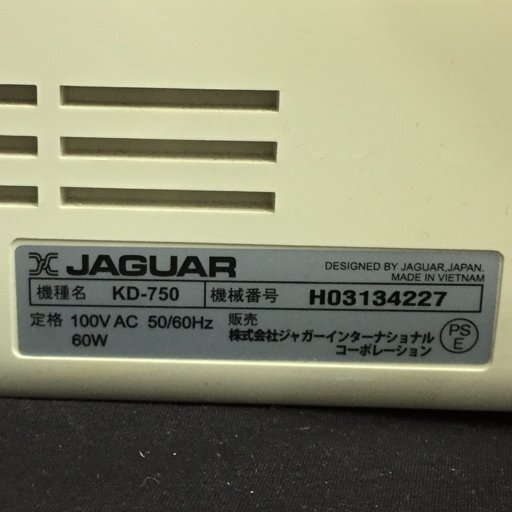 JAGUAR
DESIGNED BY JAGUAR,JAPAN.
MADE IN VIETNAM
機種名 KD-750 機械番号 H03134227
定格 100V AC 50/60Hz
60W
販売
株式会社ジャガーインターナショナル
コーポレーション
PS
E